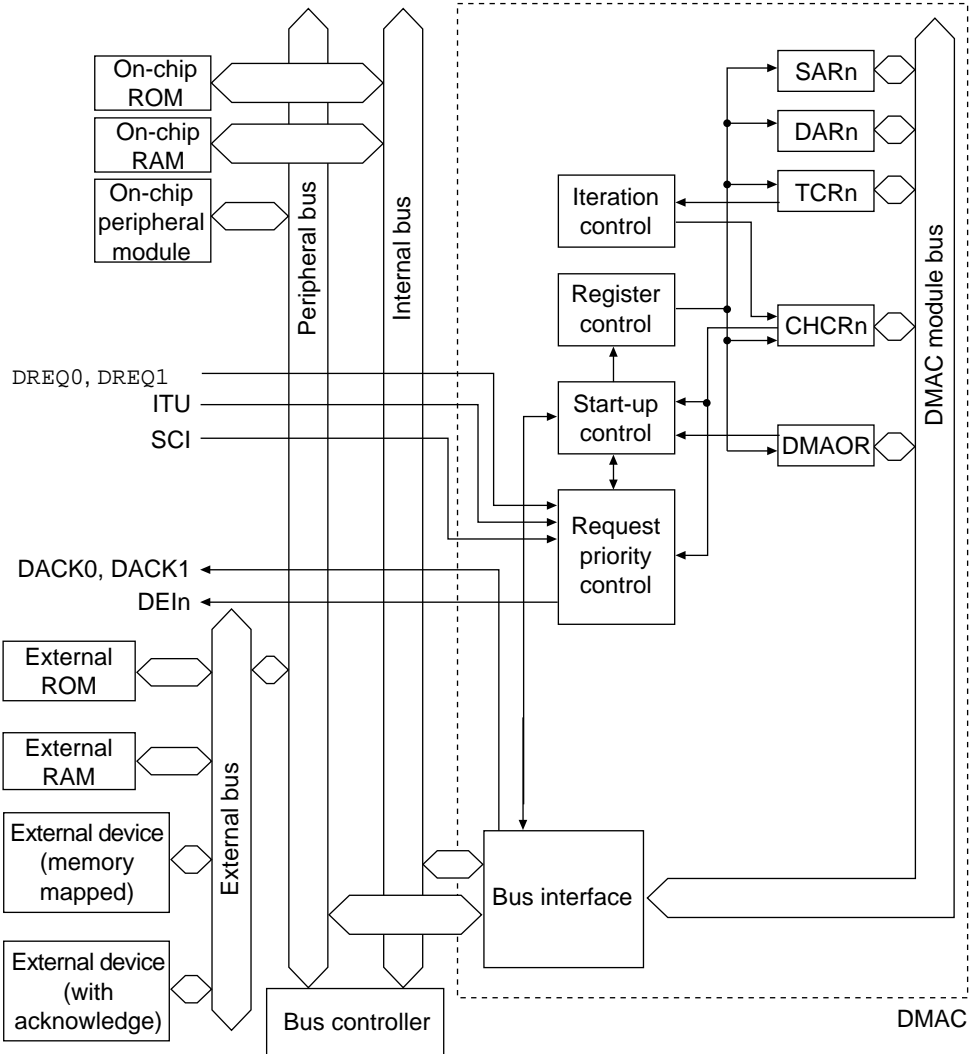 On-chip
ROM
On-chip
RAM
On-chip
peripheral
module
Peripheral bus
Internal bus
SARn
DARn
TCRn
Iteration
control
Register
control
CHCRn
DMAC module bus
DREQ0, DREQ1
ITU
SCI
Start-up
control
DMAOR
Request
priority
control
DACK0, DACK1
DEIn
External
ROM
External
RAM
External bus
External device
(memory
mapped)
External device
(with
acknowledge)
Bus interface
Bus controller
DMAC